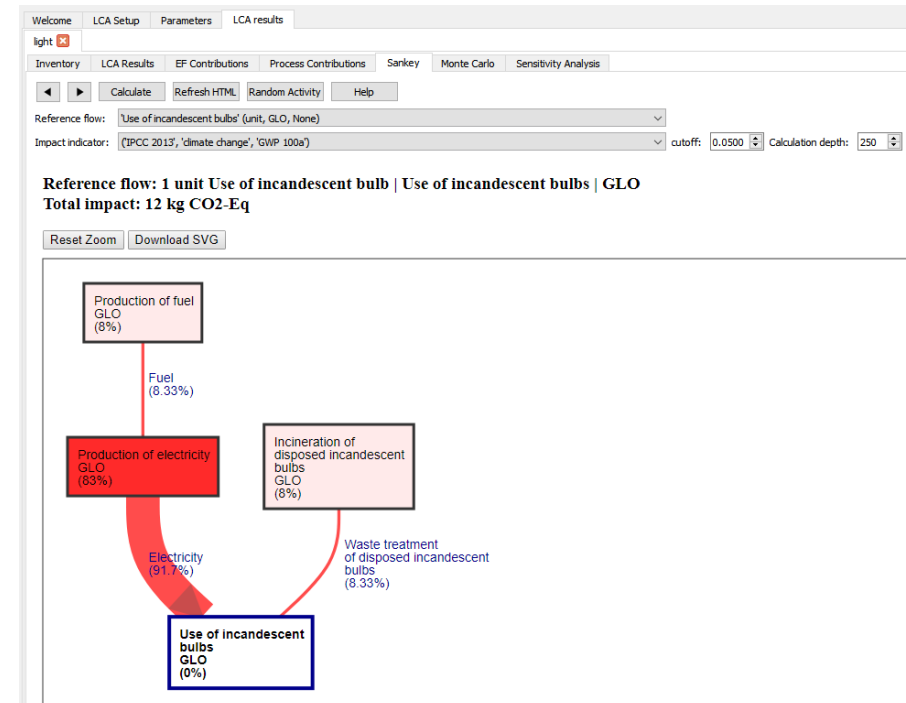 Welcome LCA Setup Parameters LCA results
light
Inventory LCA Results EF Contributions Process Contributions Sankey Monte Carlo Sensitivity Analysis
Calculate Refresh HTML Random Activity Help
Reference flow: 'Use of incandescent bulbs' (unit, GLO, None)
Impact indicator: ('IPCC 2013', 'climate change', 'GWP 100a') cutoff: 0.0500 Calculation depth: 250
Reference flow: 1 unit Use of incandescent bulb | Use of incandescent bulbs | GLO
Total impact: 12 kg CO2-Eq
Reset Zoom Download SVG
Production of fuel
GLO
(8%)
Fuel
(8.33%)
Production of electricity
GLO
(83%)
Incineration of
disposed incandescent
bulbs
GLO
(8%)
Electricity
(91.7%)
Waste treatment
of disposed incandescent
bulbs
(8.33%)
Use of incandescent
bulbs
GLO
(0%)